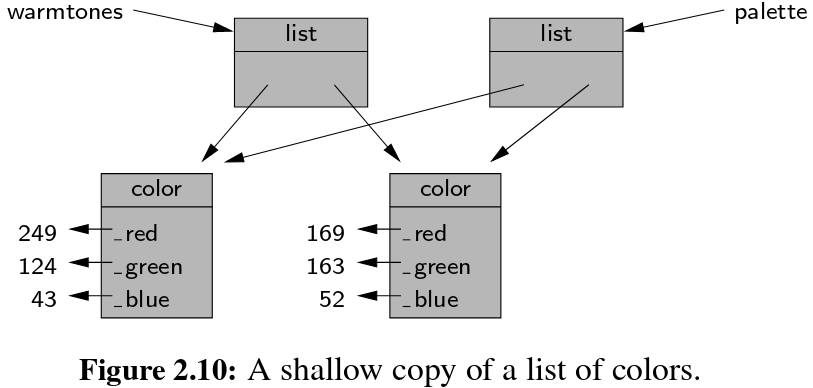 warmtones
palette
list
list
color
color
249 _red
124 _green
43 _blue
169 _red
163 _green
52 _blue
Figure 2.10: A shallow copy of a list of colors.